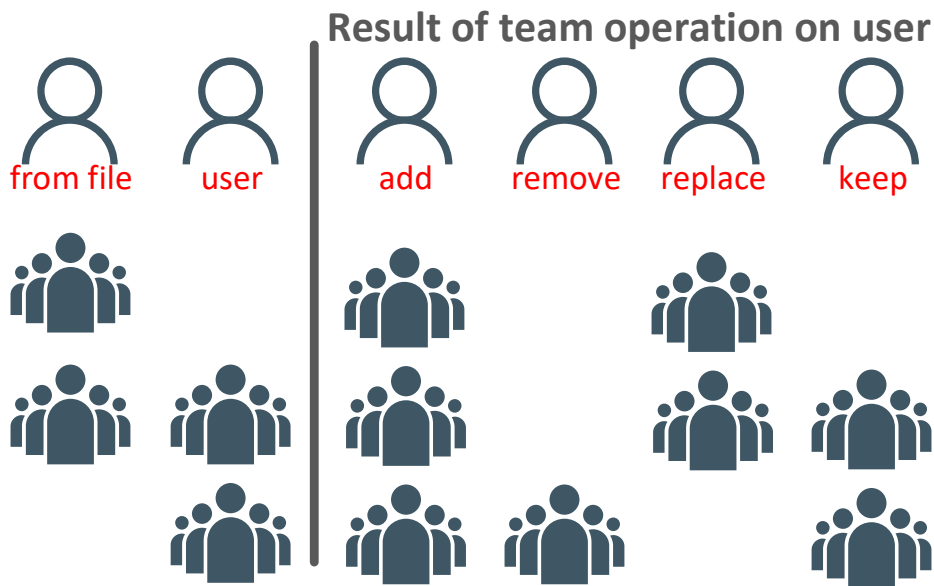 Result of team operation on user
from file user add remove replace keep